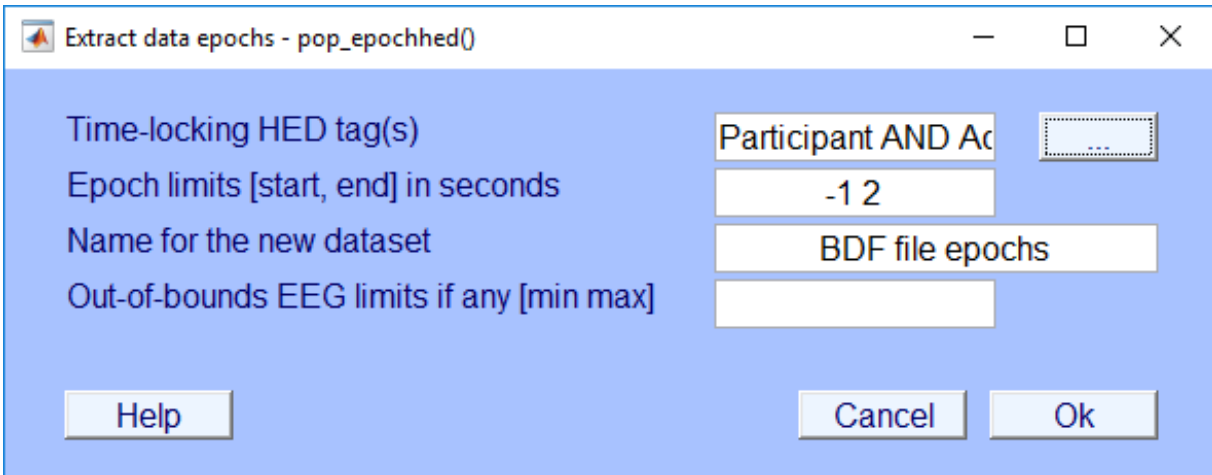 Extract data epochs - pop_epochhed()
Time-locking HED tag(s) Participant AND Ac ...
Epoch limits [start, end] in seconds -1 2
Name for the new dataset BDF file epochs
Out-of-bounds EEG limits if any [min max]
Help Cancel Ok